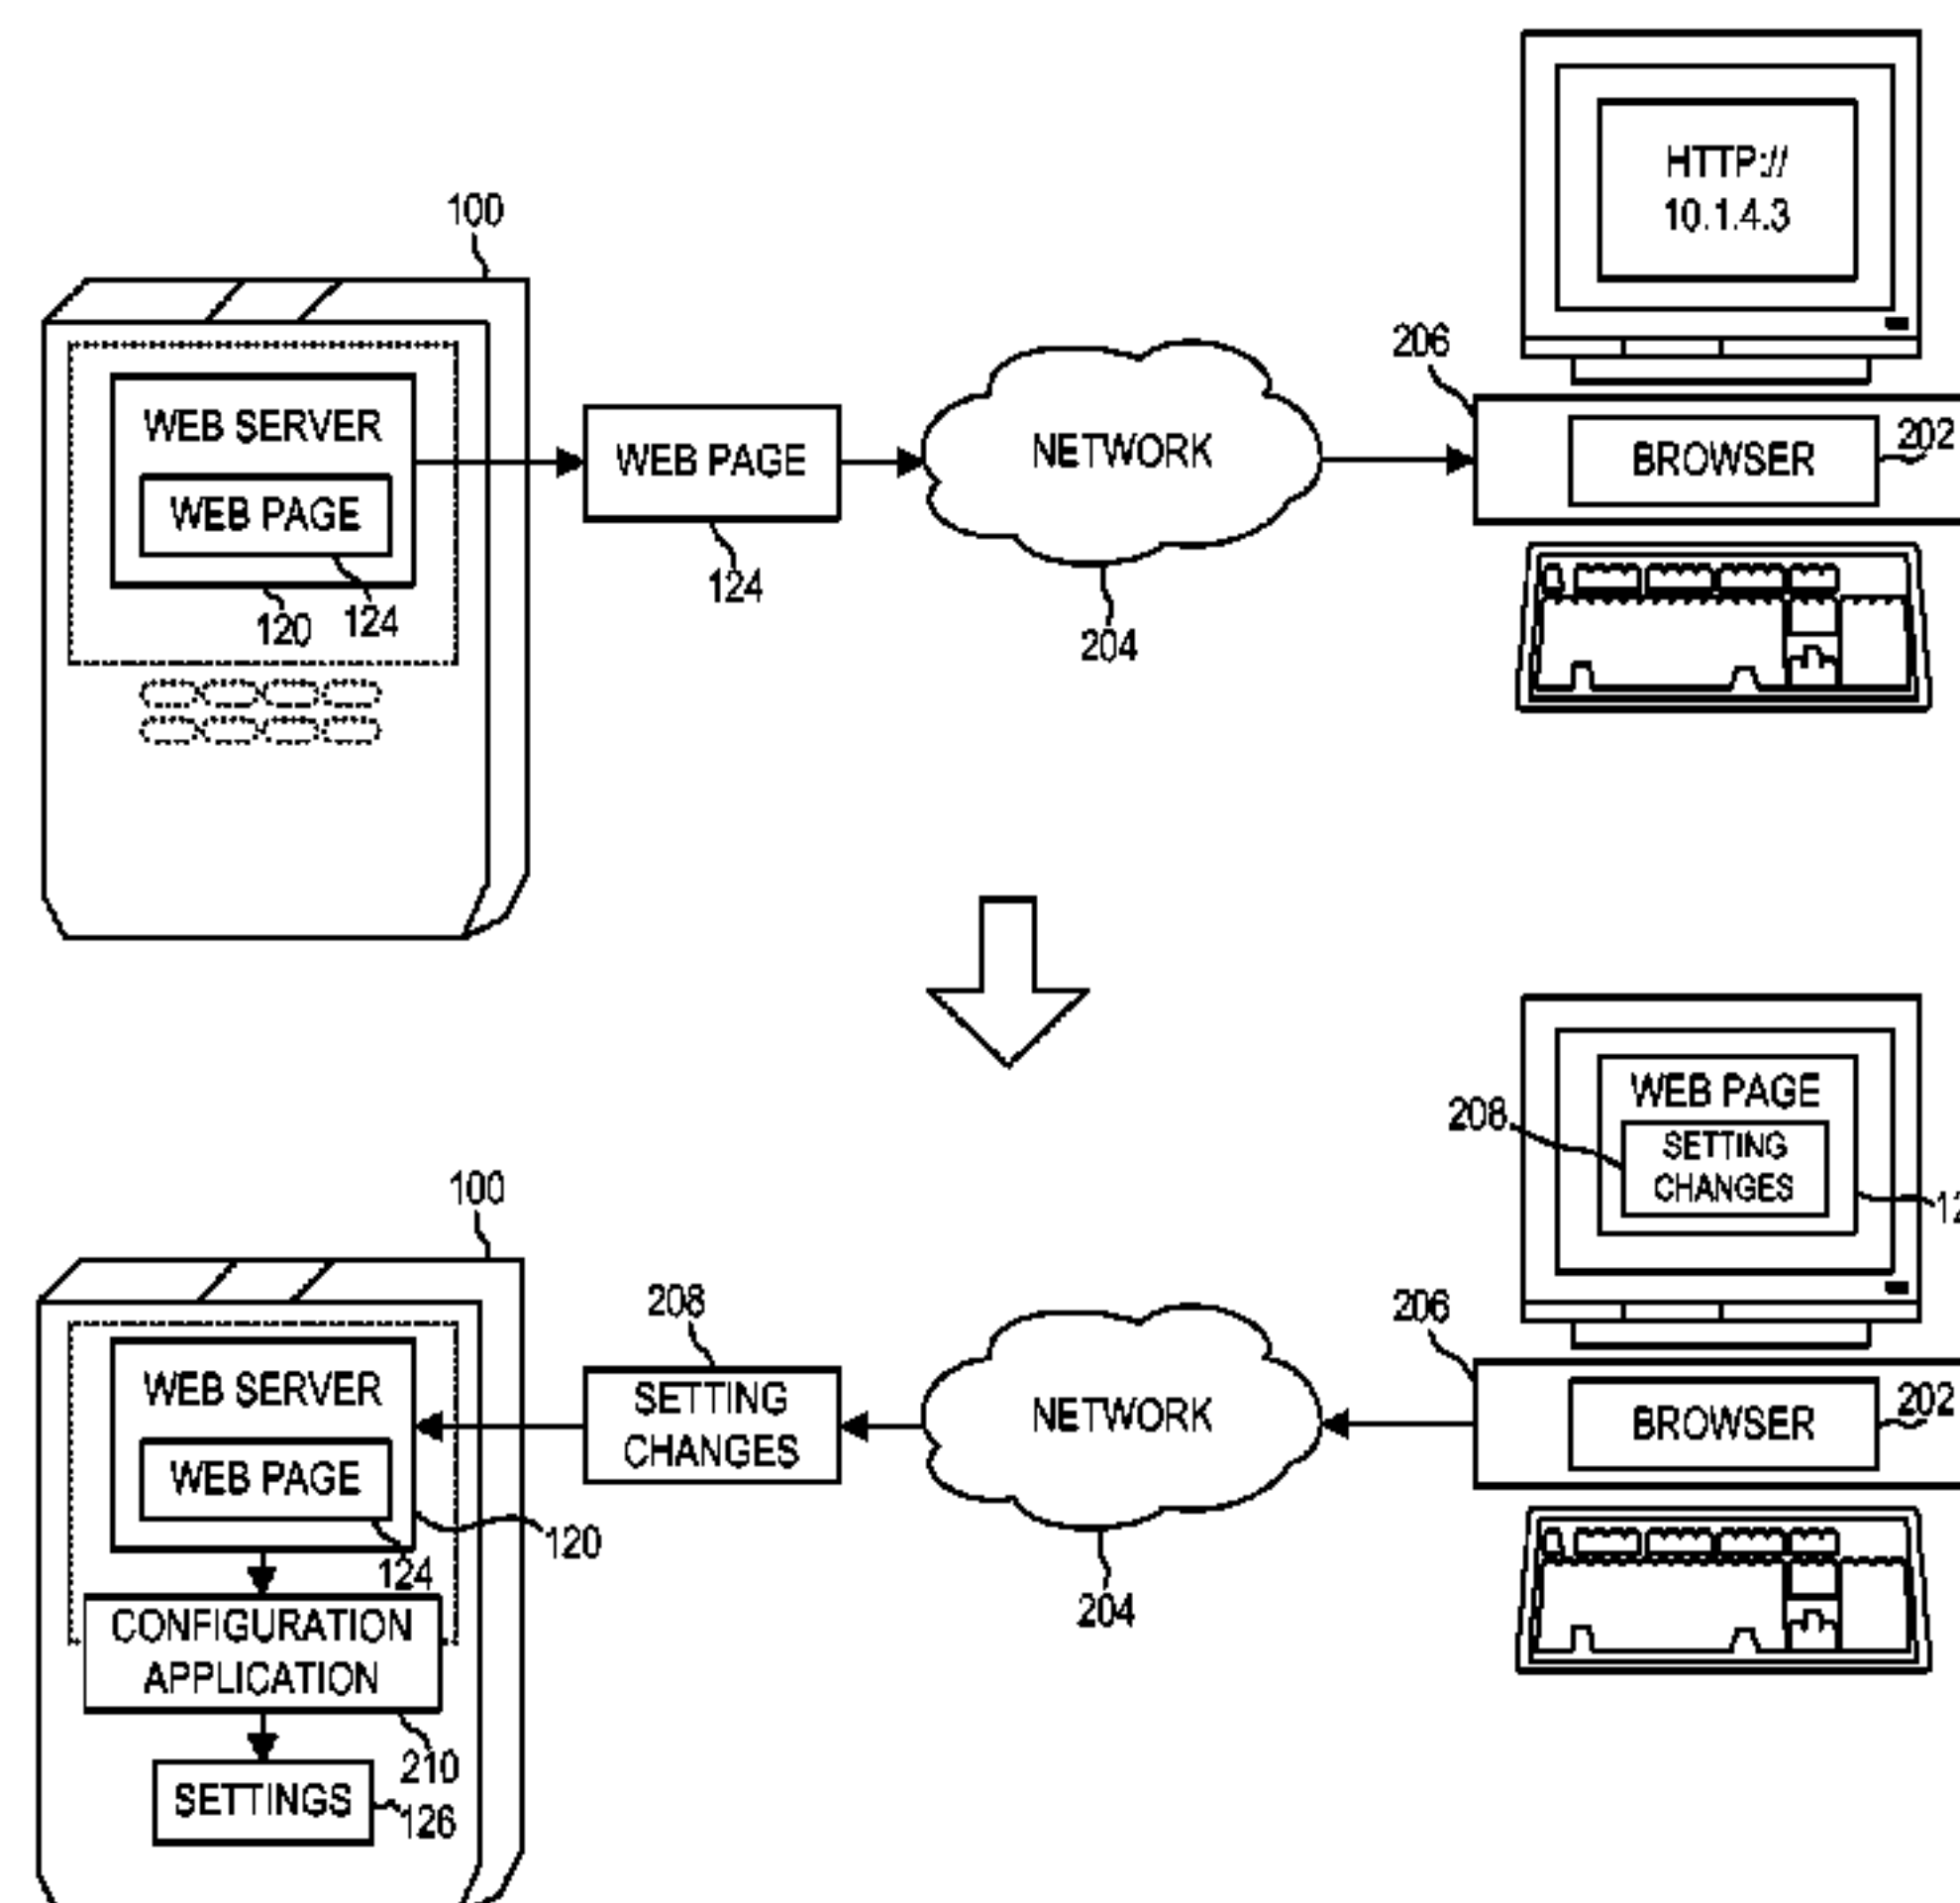 100
HTTP://
10.1.4.3
206
WEB SERVER
WEB PAGE
120
124
WEB PAGE
124
NETWORK
204
BROWSER
202
100
208
WEB PAGE
SETTING
CHANGES
206
WEB SERVER
WEB PAGE
124
120
SETTING
CHANGES
208
NETWORK
204
BROWSER
202
CONFIGURATION
APPLICATION
210
SETTINGS
126